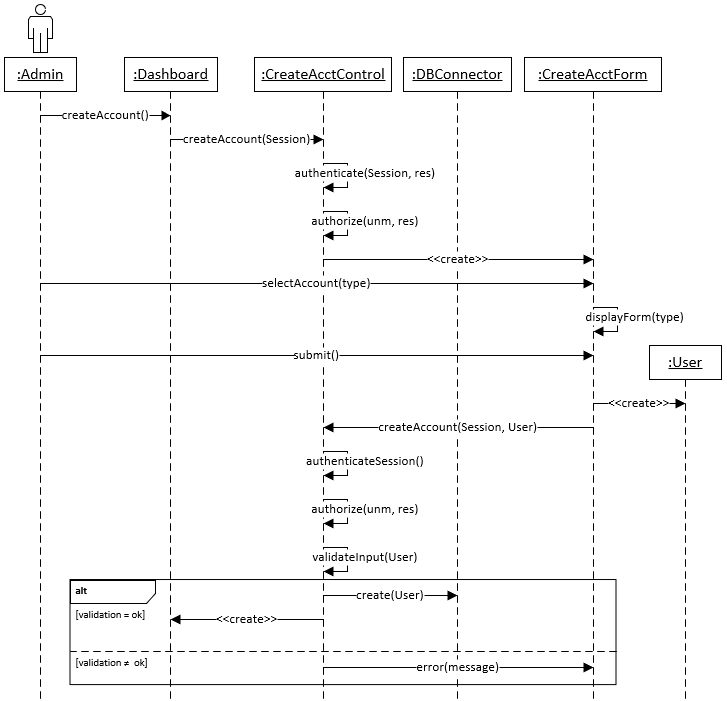 :Admin
:Dashboard
:CreateAcctControl
:DBConnector
:CreateAcctForm
createAccount()
createAccount(Session)
authenticate(Session, res)
authorize(unm, res)
<<create>>
selectAccount(type)
displayForm(type)
submit()
:User
<<create>>
createAccount(Session, User)
authenticateSession()
authorize(unm, res)
validateInput(User)
alt
create(User)
[validation = ok]
<<create>>
[validation ≠ ok]
error(message)